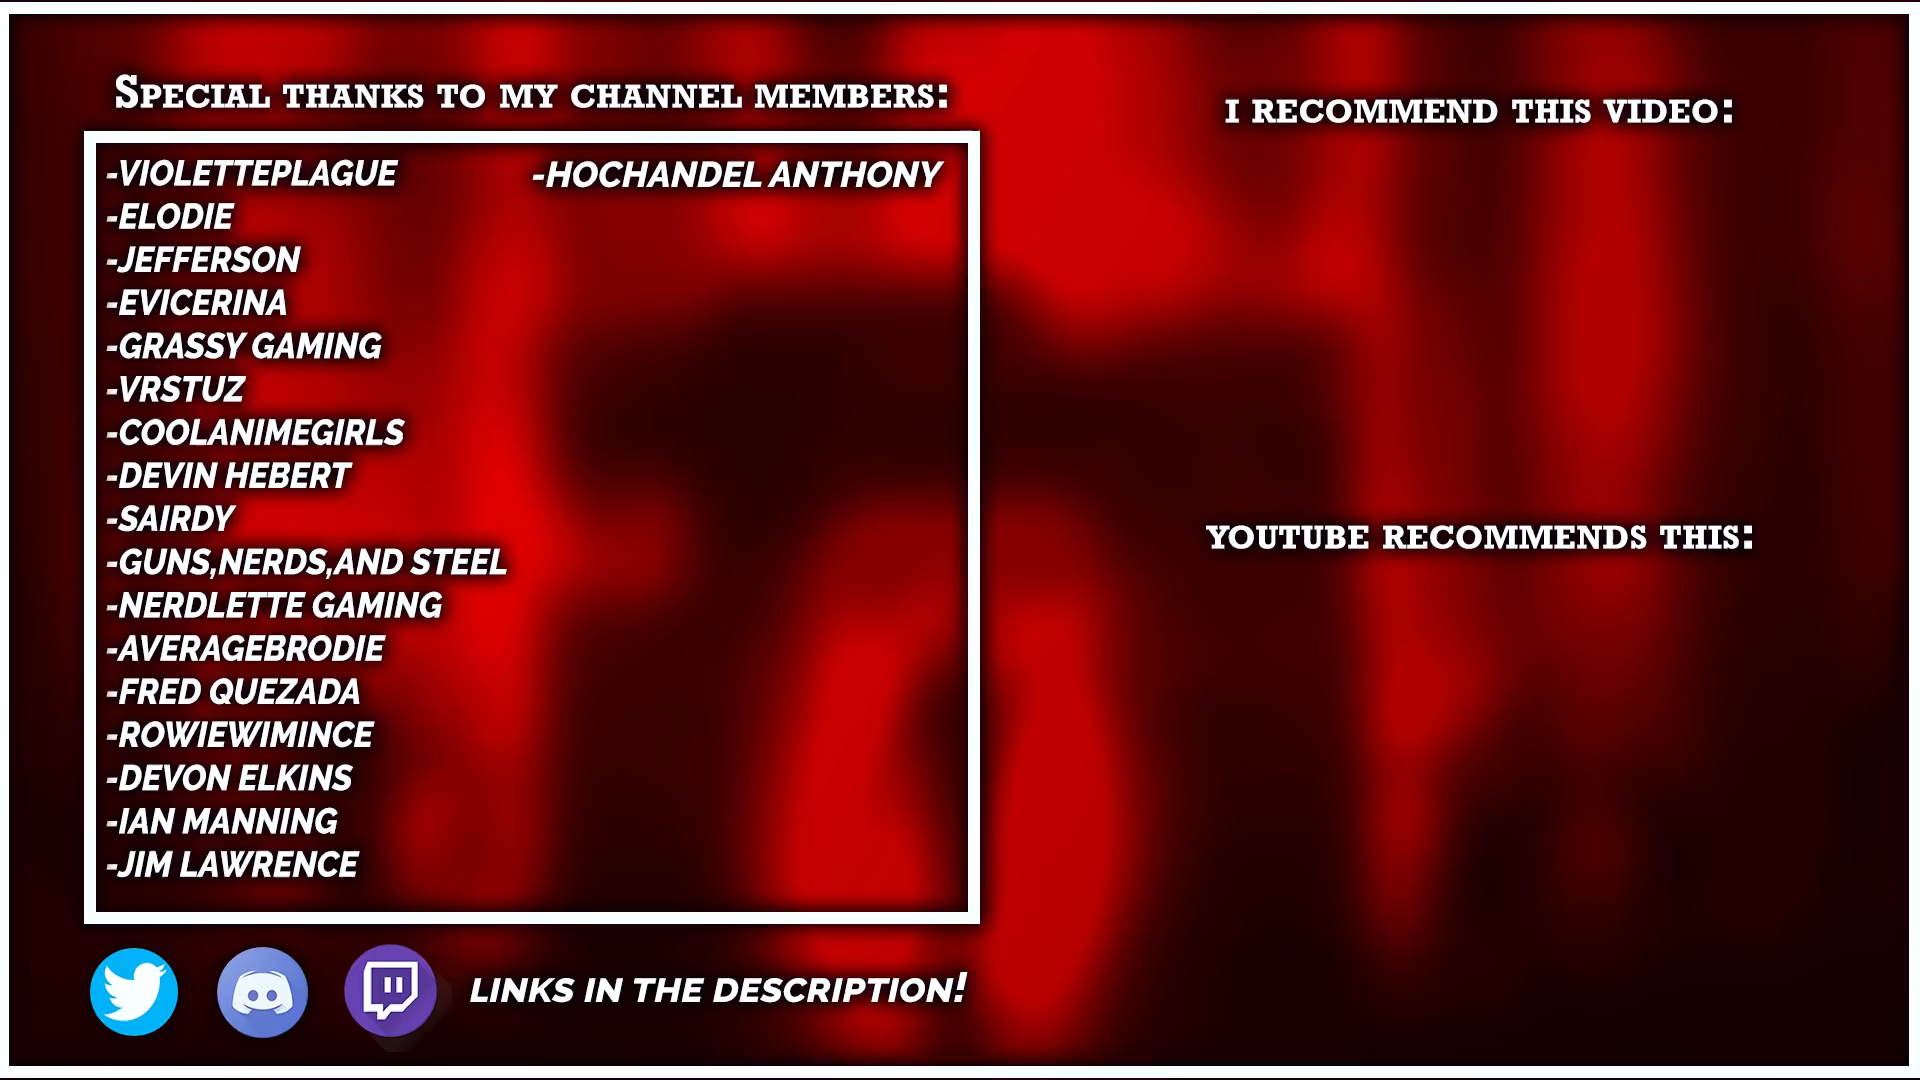 Special thanks to my channel members:
-VIOLETTEPLAGUE
-ELODIE
-JEFFERSON
-EVICERINA
-GRASSY GAMING
-VRSTUZ
-COOLANIMEGIRLS
-DEVIN HEBERT
-SAIRDY
-GUNS,NERDS,AND STEEL
-NERDLETTE GAMING
-AVERAGEBRODIE
-FRED QUEZADA
-ROWIEWIMINCE
-DEVON ELKINS
-IAN MANNING
-JIM LAWRENCE
-HOCHANDEL ANTHONY
LINKS IN THE DESCRIPTION!
I RECOMMEND THIS VIDEO:
YOUTUBE RECOMMENDS THIS: